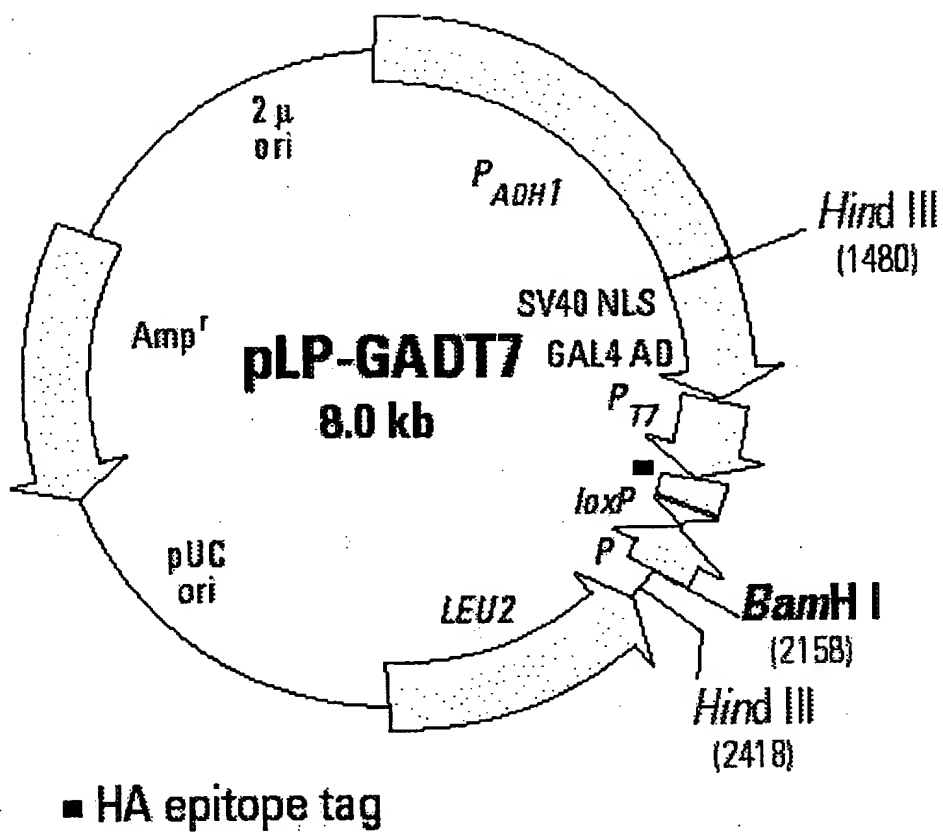 2 μ
ori
P ADH1
Hind III
(1480)
SV40 NLS
GAL4 AD
Ampr
pLP-GADT7
8.0 kb
P T7
loxP
P
pUC
ori
LEU2
BamH I
(2158)
Hind III
(2418)
■ HA epitope tag